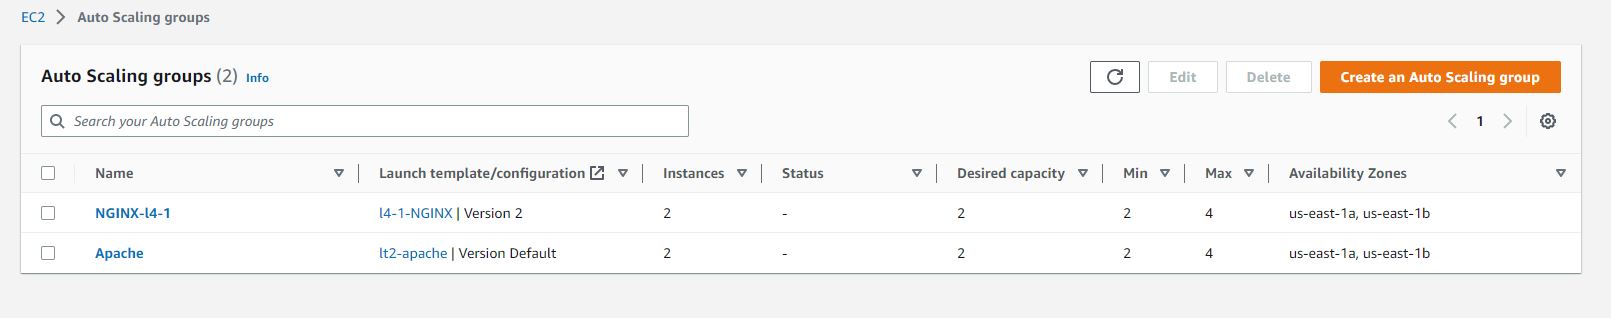 EC2 > Auto Scaling groups
Auto Scaling groups (2) Info
Edit Delete Create an Auto Scaling group
Search your Auto Scaling groups
1
Name Launch template/configuration Instances Status Desired capacity Min Max Availability Zones
NGINX-l4-1 l4-1-NGINX | Version 2 2 - 2 2 4 us-east-1a, us-east-1b
Apache lt2-apache | Version Default 2 - 2 2 4 us-east-1a, us-east-1b